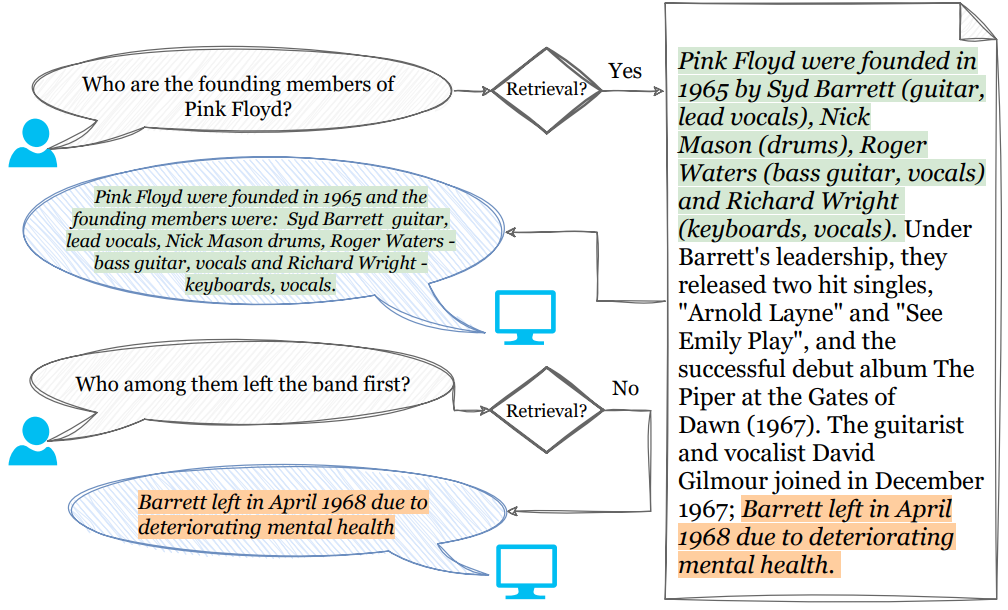 Who are the founding members of
Pink Floyd?
Retrieval?
Yes
Pink Floyd were founded in 1965 and the
founding members were: Syd Barrett guitar,
lead vocals, Nick Mason drums, Roger Waters -
bass guitar, vocals and Richard Wright -
keyboards, vocals.
Who among them left the band first?
Retrieval?
No
Barrett left in April 1968 due to
deteriorating mental health
Pink Floyd were founded in
1965 by Syd Barrett (guitar,
lead vocals), Nick
Mason (drums), Roger
Waters (bass guitar, vocals)
and Richard Wright
(keyboards, vocals). Under
Barrett's leadership, they
released two hit singles,
"Arnold Layne" and "See
Emily Play", and the
successful debut album The
Piper at the Gates of
Dawn (1967). The guitarist
and vocalist David
Gilmour joined in December
1967; Barrett left in April
1968 due to deteriorating
mental health.